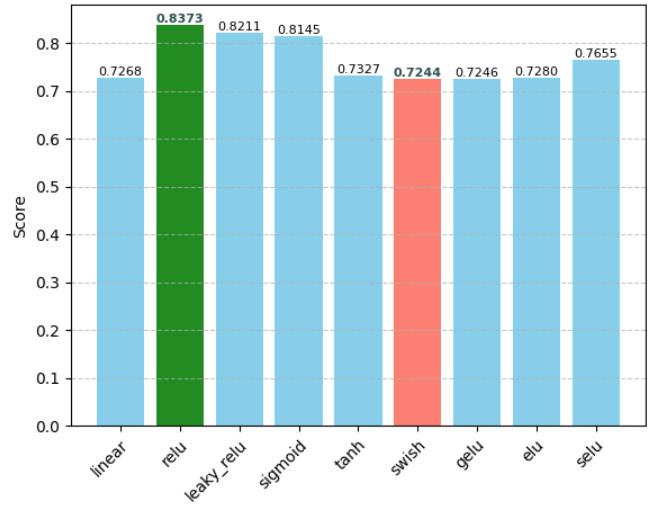 0.7268
0.8373
0.8211
0.8145
0.7327
0.7244
0.7246
0.7280
0.7655
Score
0.8
0.7
0.6
0.5
0.4
0.3
0.2
0.1
0.0
linear
relu
leaky_relu
sigmoid
tanh
swish
gelu
elu
selu